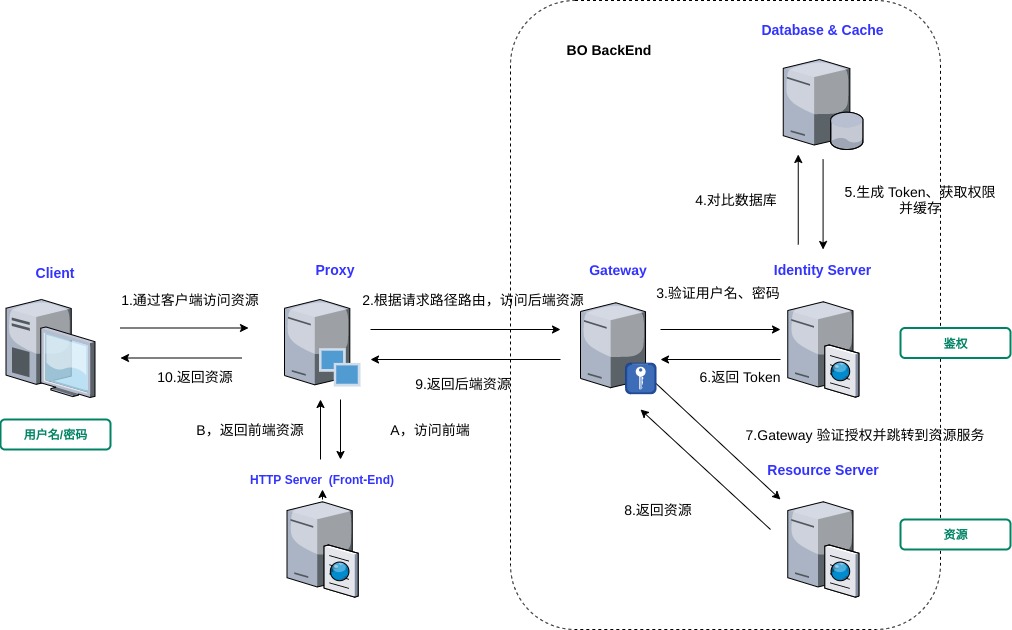 Database & Cache
BO BackEnd
4.对比数据库
5.生成 Token、获取权限
并缓存
Client
Proxy
Gateway
Identity Server
1.通过客户端访问资源
2.根据请求路径路由，访问后端资源
3.验证用户名、密码
鉴权
10.返回资源
9.返回后端资源
6.返回 Token
用户名/密码
B，返回前端资源
A，访问前端
7.Gateway 验证授权并跳转到资源服务
Resource Server
HTTP Server (Front-End)
8.返回资源
资源